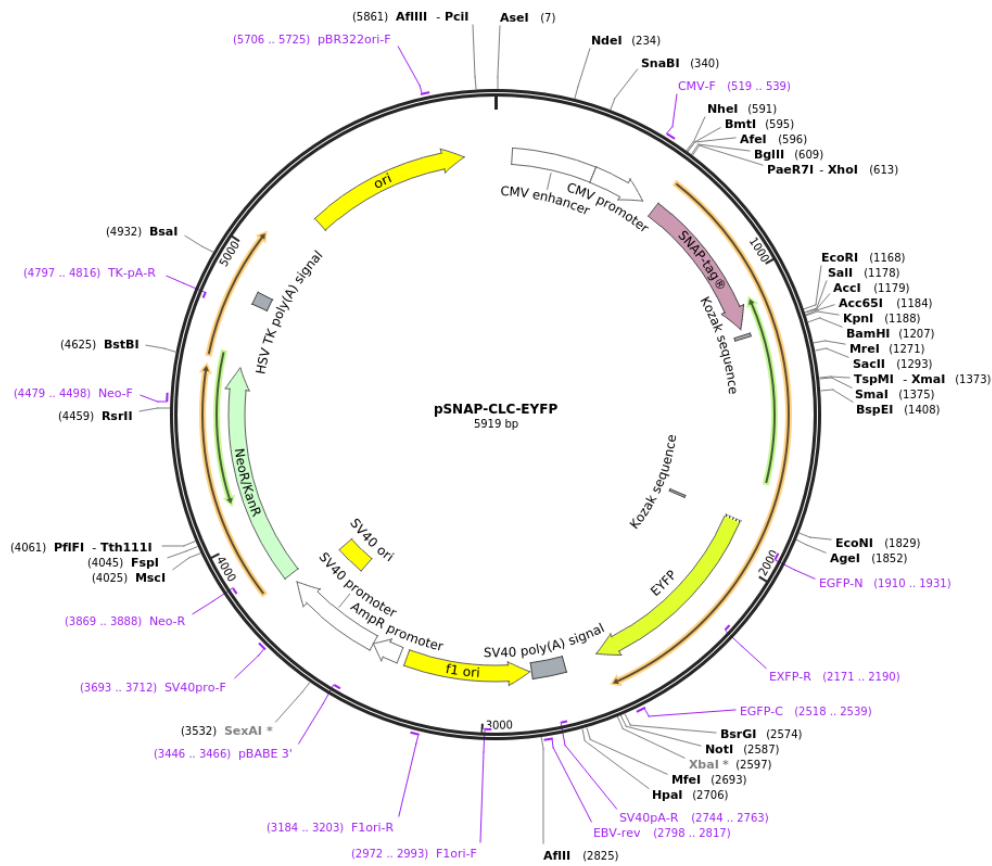 (5861) AflIII - PciI
AseI (7)
(5706 .. 5725) pBR322ori-F
NdeI (234)
SnaBI (340)
CMV-F (519 .. 539)
NheI (591)
BmtI (595)
AfeI (596)
BglII (609)
PaeR7I - XhoI (613)
ori
CMV enhancer
CMV promoter
SNAP-tag®
1000
Kozak sequence
EcoRI (1168)
SalI (1178)
AccI (1179)
Acc65I (1184)
KpnI (1188)
BamHI (1207)
MreI (1271)
SacII (1293)
TspMI - XmaI (1373)
SmaI (1375)
BspEI (1408)
(4932) BsaI
5000
(4797 .. 4816) TK-pA-R
HSV TK poly(A) signal
(4625) BstBI
(4479 .. 4498) Neo-F
(4459) RsrII
pSNAP-CLC-EYFP
5919 bp
NeoR/KanR
Kozak sequence
EcoNI (1829)
AgeI (1852)
2000
EGFP-N (1910 .. 1931)
(4061) PflFI - Tth111I
(4045) FspI
(4025) MscI
4000
SV40 ori
SV40 promoter
AmpR promoter
EYFP
SV40 poly(A) signal
f1 ori
(3869 .. 3888) Neo-R
EXFP-R (2171 .. 2190)
(3693 .. 3712) SV40pro-F
EGFP-C (2518 .. 2539)
(3532) SexAI *
(3446 .. 3466) pBABE 3'
3000
BsrGI (2574)
NotI (2587)
XbaI * (2597)
MfeI (2693)
HpaI (2706)
SV40pA-R (2744 .. 2763)
EBV-rev (2798 .. 2817)
(3184 .. 3203) F1ori-R
(2972 .. 2993) F1ori-F
AflII (2825)